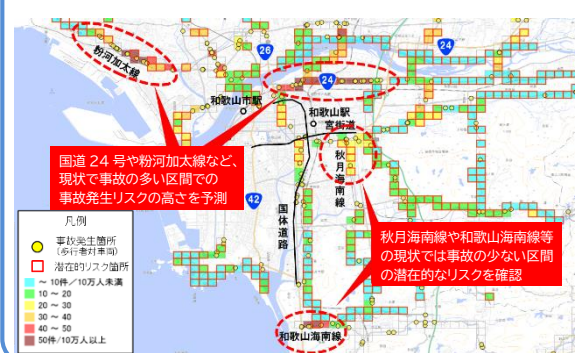 粉河加太線
26
24
24
和歌山市駅
和歌山駅
宮街道
秋月海南線
国道24号や粉河加太線など、
現状で事故の多い区間での
事故発生リスクの高さを予測
42
国体道路
秋月海南線や和歌山海南線等
の現状では事故の少ない区間
の潜在的なリスクを確認
和歌山海南線
凡例
事故発生箇所
(歩行者対車両)
潜在的リスク箇所
～ 10件／10万人未満
10 ～ 20
20 ～ 30
30 ～ 40
40 ～ 50
50件/10万人以上